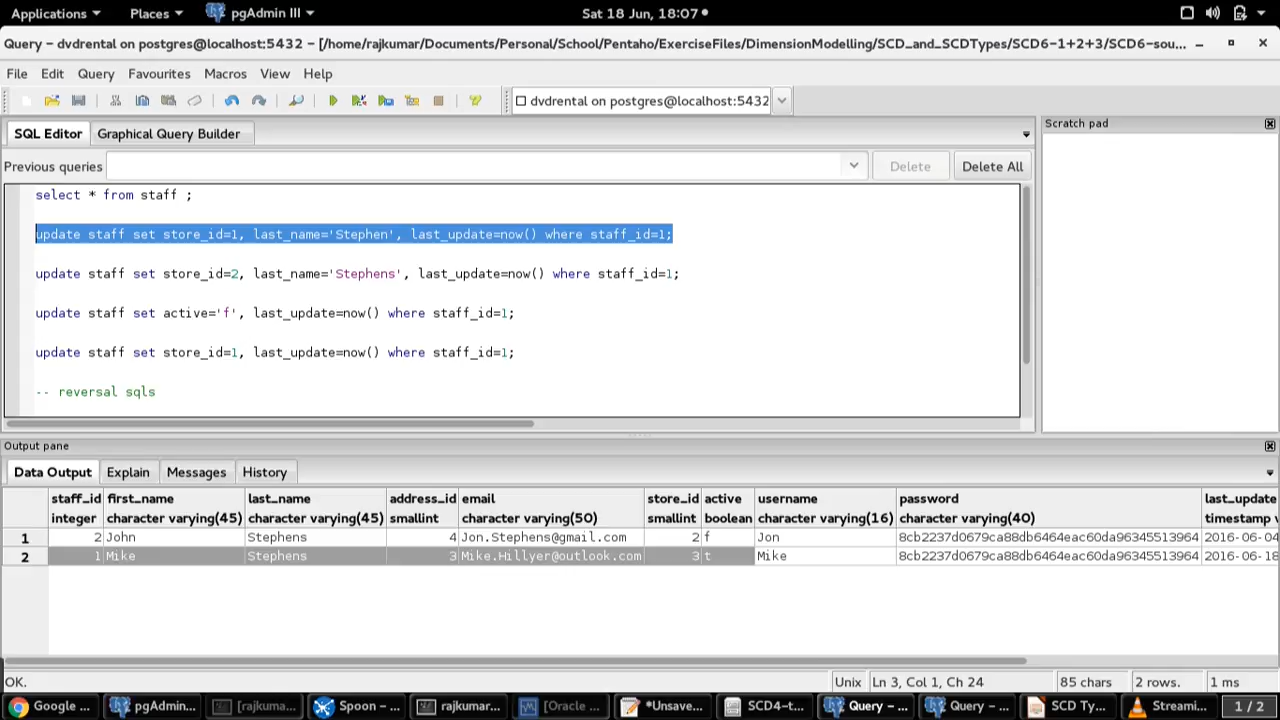 Applications Places pgAdmin III Sat 18 Jun, 18:07
Query - dvdrental on postgres@localhost:5432 - [/home/rajkumar/Documents/Personal/School/Pentaho/ExerciseFiles/DimensionModelling/SCD_and_SCDTypes/SCD6-1+2+3/SCD6-sou...
File Edit Query Favourites Macros View Help
dvdrental on postgres@localhost:5432
SQL Editor Graphical Query Builder
Scratch pad
Previous queries Delete Delete All
select * from staff ;
update staff set store_id=1, last_name='Stephen', last_update=now() where staff_id=1;
update staff set store_id=2, last_name='Stephens', last_update=now() where staff_id=1;
update staff set active='f', last_update=now() where staff_id=1;
update staff set store_id=1, last_update=now() where staff_id=1;
-- reversal sqls
Output pane
Data Output Explain Messages History
staff_id first_name last_name address_id email store_id active username password last_update
integer character varying(45) character varying(45) smallint character varying(50) smallint boolean character varying(16) character varying(40) timestamp
1 2 John Stephens 4 Jon.Stephens@gmail.com 2 f Jon 8cb2237d0679ca88db6464eac60da96345513964 2016-06-04
2 1 Mike Stephens 3 Mike.Hillyer@outlook.com 3 t Mike 8cb2237d0679ca88db6464eac60da96345513964 2016-06-18
OK. Unix Ln 3, Col 1, Ch 24 85 chars 2 rows. 1 ms
Google ... pgAdmin... [rajkuma... Spoon - ... rajkumar... [Oracle ... *Unsave... SCD4-t... Query - ... Query - ... SCD Ty... Streami... 1 / 2